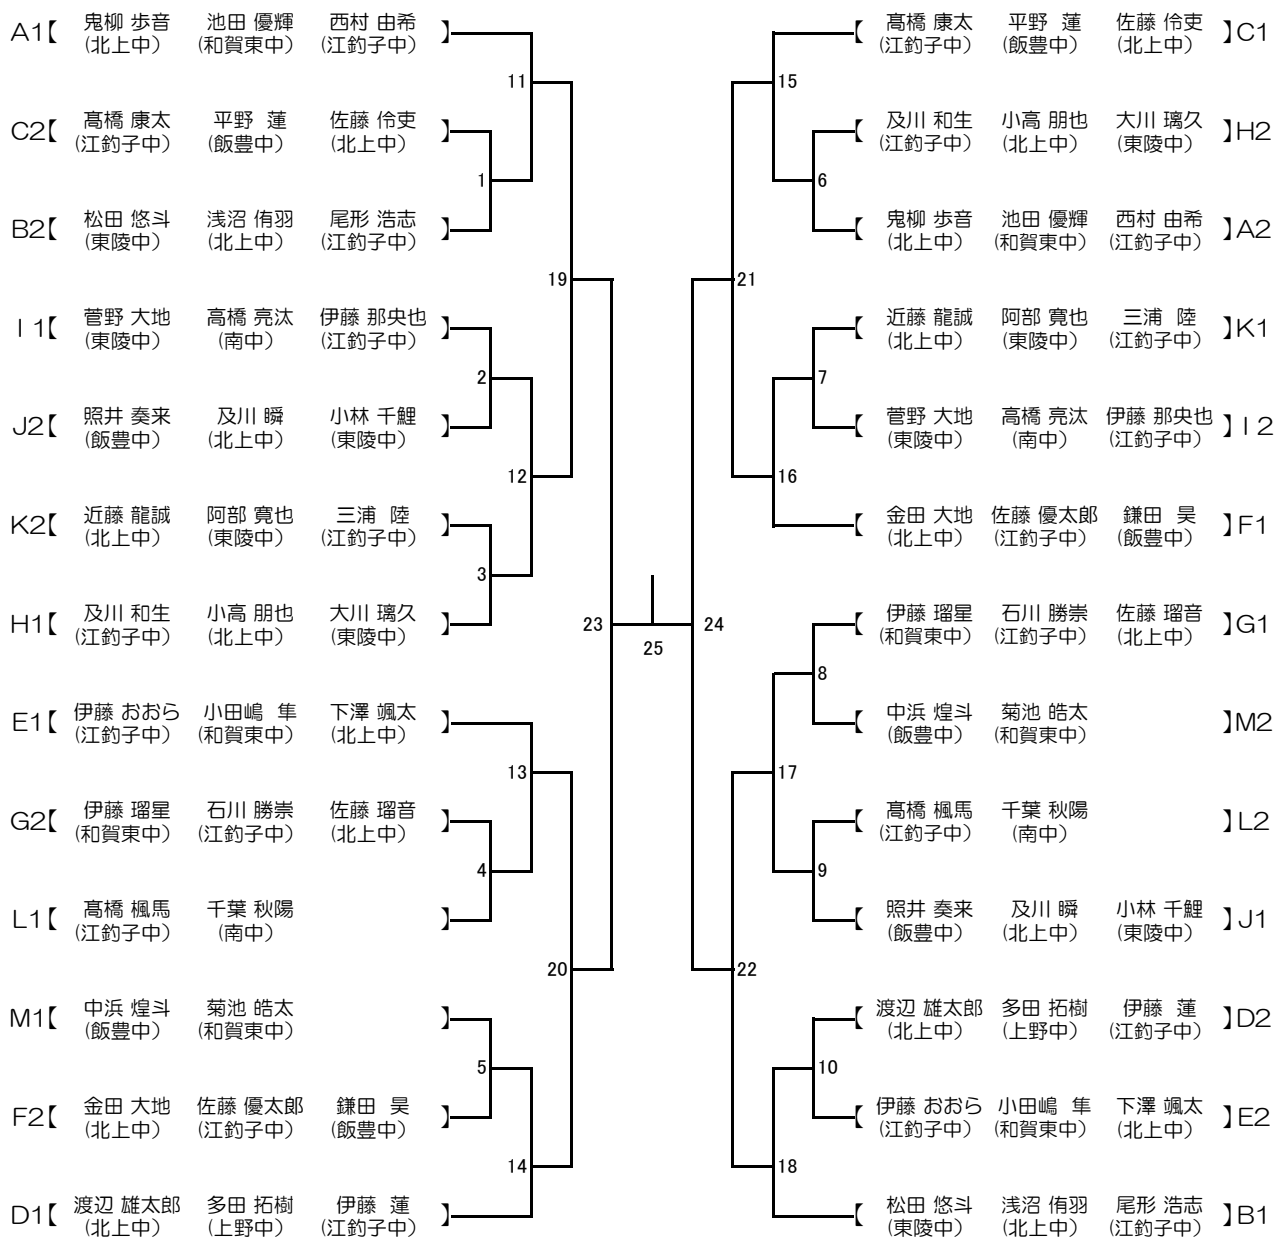 A1【 鬼柳 歩音 池田 優輝 西村 由希 】
(北上中) (和賀東中) (江釣子中)
11
C2【 髙橋 康太 平野 蓮 佐藤 伶吏 】
(江釣子中) (飯豊中) (北上中)
1
B2【 松田 悠斗 浅沼 侑羽 尾形 浩志 】
(東陵中) (北上中) (江釣子中)
19
I1【 菅野 大地 高橋 亮汰 伊藤 那央也 】
(東陵中) (南中) (江釣子中)
2
J2【 照井 奏来 及川 瞬 小林 千鯉 】
(飯豊中) (北上中) (東陵中)
12
K2【 近藤 龍誠 阿部 寛也 三浦 陸 】
(北上中) (東陵中) (江釣子中)
3
H1【 及川 和生 小高 朋也 大川 璃久 】
(江釣子中) (北上中) (東陵中)
23
E1【 伊藤 おおら 小田嶋 隼 下澤 颯太 】
(江釣子中) (和賀東中) (北上中)
13
G2【 伊藤 瑠星 石川 勝崇 佐藤 瑠音 】
(和賀東中) (江釣子中) (北上中)
4
L1【 髙橋 楓馬 千葉 秋陽 】
(江釣子中) (南中)
20
M1【 中浜 煌斗 菊池 皓太 】
(飯豊中) (和賀東中)
5
F2【 金田 大地 佐藤 優太郎 鎌田 昊 】
(北上中) (江釣子中) (飯豊中)
14
D1【 渡辺 雄太郎 多田 拓樹 伊藤 蓮 】
(北上中) (上野中) (江釣子中)
25
【 髙橋 康太 平野 蓮 佐藤 伶吏 】C1
(江釣子中) (飯豊中) (北上中)
15
【 及川 和生 小高 朋也 大川 璃久 】H2
(江釣子中) (北上中) (東陵中)
6
【 鬼柳 歩音 池田 優輝 西村 由希 】A2
(北上中) (和賀東中) (江釣子中)
21
【 近藤 龍誠 阿部 寛也 三浦 陸 】K1
(北上中) (東陵中) (江釣子中)
7
【 菅野 大地 高橋 亮汰 伊藤 那央也 】I2
(東陵中) (南中) (江釣子中)
16
【 金田 大地 佐藤 優太郎 鎌田 昊 】F1
(北上中) (江釣子中) (飯豊中)
24
【 伊藤 瑠星 石川 勝崇 佐藤 瑠音 】G1
(和賀東中) (江釣子中) (北上中)
8
【 中浜 煌斗 菊池 皓太 】M2
(飯豊中) (和賀東中)
17
【 髙橋 楓馬 千葉 秋陽 】L2
(江釣子中) (南中)
9
【 照井 奏来 及川 瞬 小林 千鯉 】J1
(飯豊中) (北上中) (東陵中)
22
【 渡辺 雄太郎 多田 拓樹 伊藤 蓮 】D2
(北上中) (上野中) (江釣子中)
10
【 伊藤 おおら 小田嶋 隼 下澤 颯太 】E2
(江釣子中) (和賀東中) (北上中)
18
【 松田 悠斗 浅沼 侑羽 尾形 浩志 】B1
(東陵中) (北上中) (江釣子中)